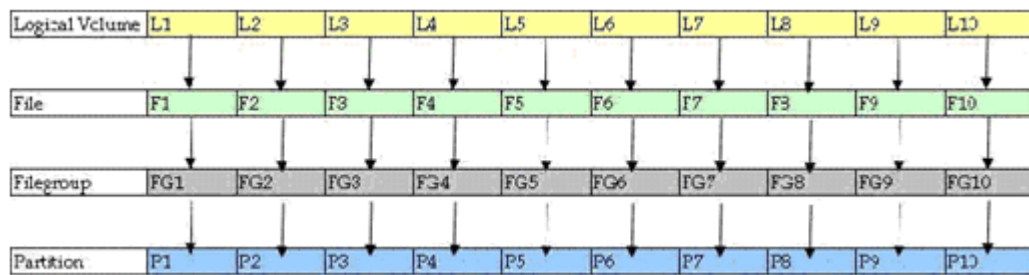 Logical Volume L1 L2 L3 L4 L5 L6 L7 L8 L9 L10
File F1 F2 F3 F4 F5 F6 F7 F8 F9 F10
Filegroup FG1 FG2 FG3 FG4 FG5 FG6 FG7 FG8 FG9 FG10
Partition P1 P2 P3 P4 P5 P6 P7 P8 P9 P10